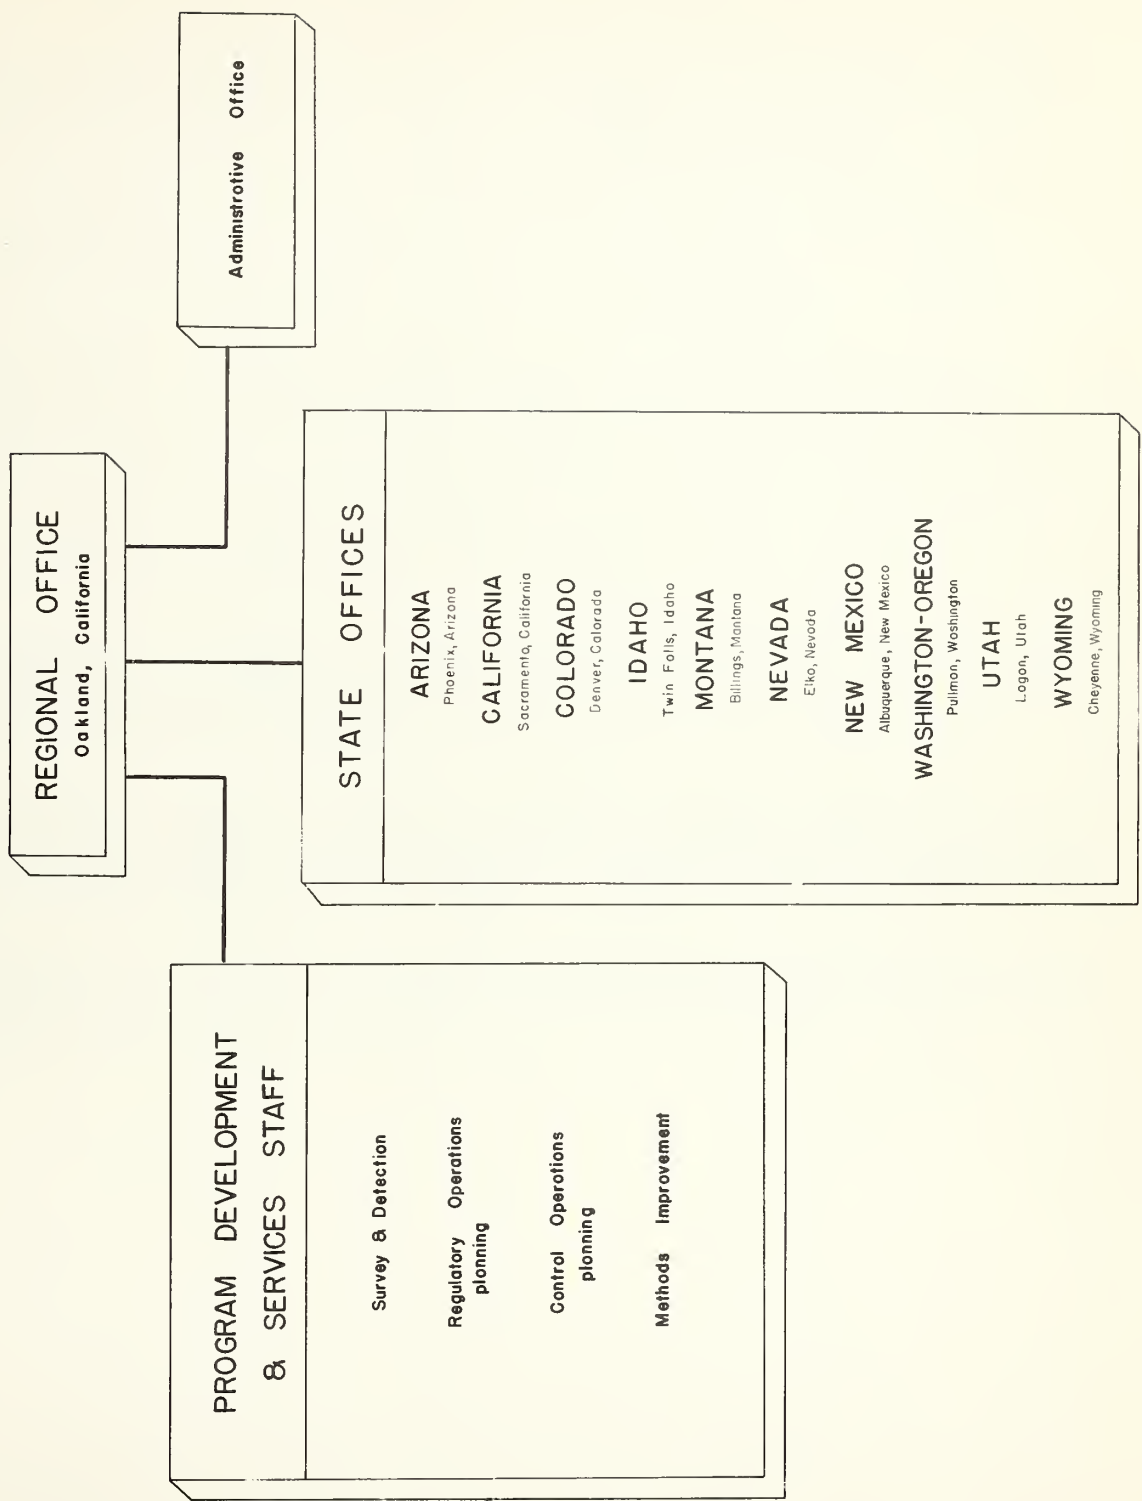 REGIONAL OFFICE
Oakland, California
PROGRAM DEVELOPMENT
& SERVICES STAFF
Survey & Detection
Regulatory Operations
planning
Control Operations
planning
Methods Improvement
STATE OFFICES
ARIZONA
Phoenix, Arizona
CALIFORNIA
Sacramento, California
COLORADO
Denver, Colorado
IDAHO
Twin Falls, Idaho
MONTANA
Billings, Montana
NEVADA
Elko, Nevada
NEW MEXICO
Albuquerque, New Mexico
WASHINGTON-OREGON
Pullman, Washington
UTAH
Logan, Utah
WYOMING
Cheyenne, Wyoming
Administrative Office